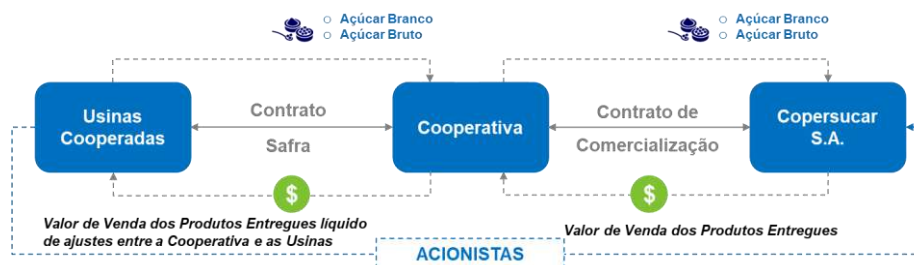 ○ Açúcar Branco
○ Açúcar Bruto
○ Açúcar Branco
○ Açúcar Bruto
Usinas
Cooperadas
Contrato
Safra
Cooperativa
Contrato de
Comercialização
Copersucar
S.A.
$
$
Valor de Venda dos Produtos Entregues líquido
de ajustes entre a Cooperativa e as Usinas
Valor de Venda dos Produtos Entregues
ACIONISTAS